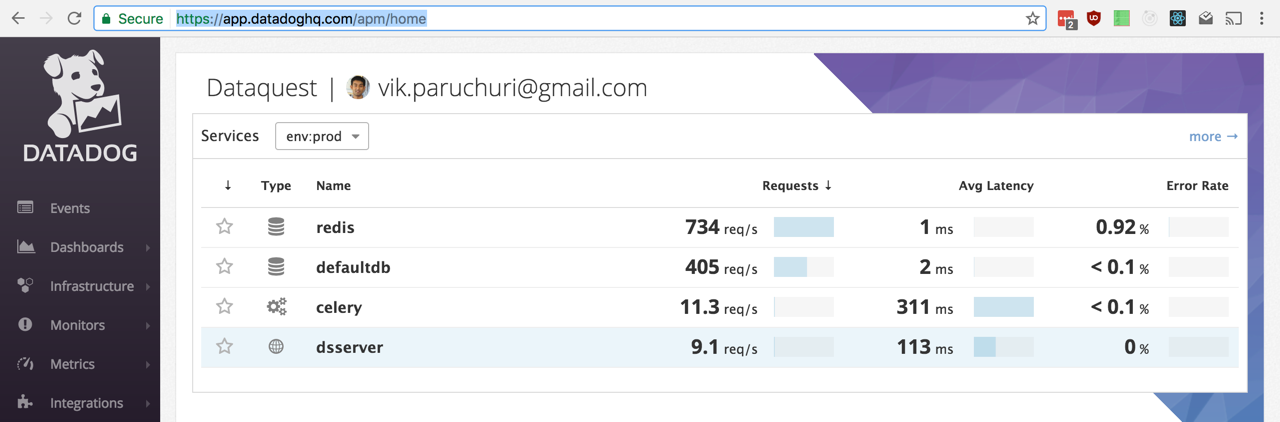 Secure https://app.datadoghq.com/apm/home
2
DATADOG
Events
Dashboards
Infrastructure
Monitors
Metrics
Integrations
Dataquest | vik.paruchuri@gmail.com
Services env:prod more →
↓ Type Name Requests ↓ Avg Latency Error Rate
redis 734 req/s 1 ms 0.92 %
defaultdb 405 req/s 2 ms < 0.1 %
celery 11.3 req/s 311 ms < 0.1 %
dsserver 9.1 req/s 113 ms 0 %